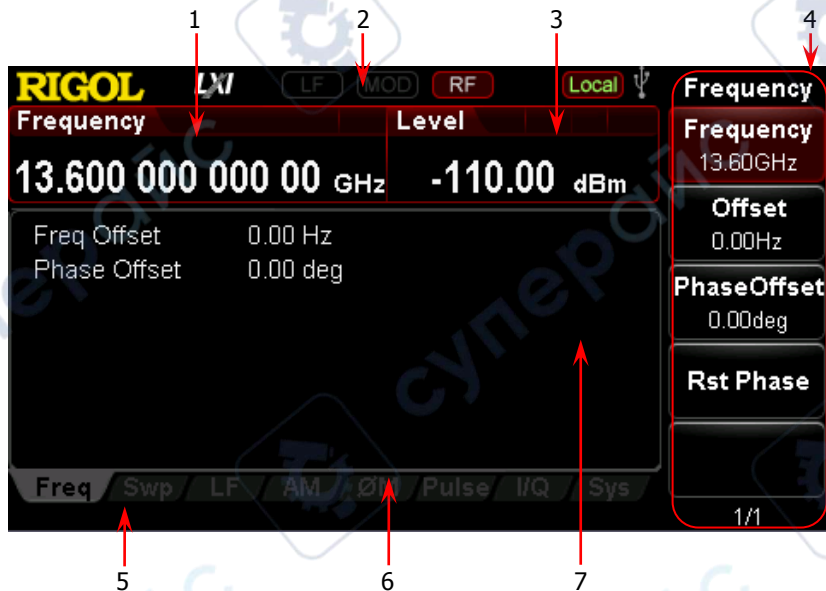 1 2 3 4
RIGOL LXI LF MOD RF Local
Frequency Level
13.600 000 000 00 GHz -110.00 dBm
Freq Offset 0.00 Hz
Phase Offset 0.00 deg
Freq Swp LF AM ØM Pulse I/Q Sys
Frequency
Frequency
13.60GHz
Offset
0.00Hz
PhaseOffset
0.00deg
Rst Phase
1/1
5 6 7
суперайс